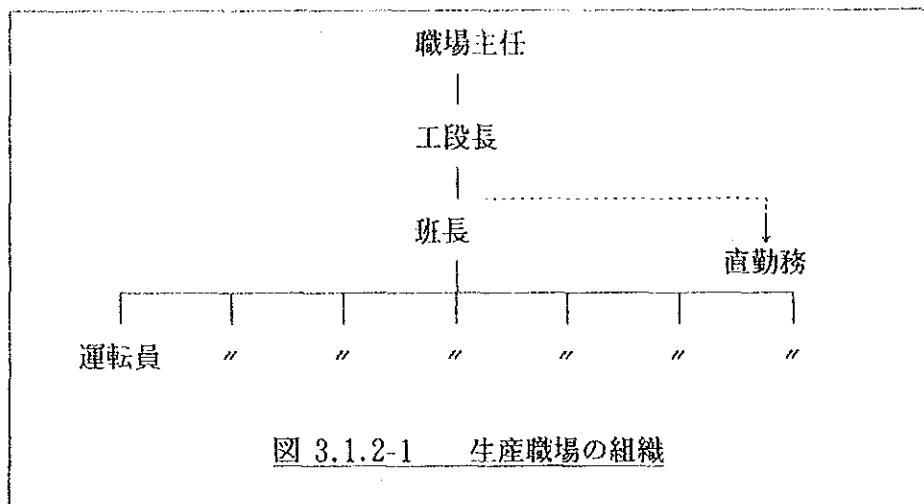 職場主任
工段長
班長
直勤務
運転員 〃 〃 〃 〃 〃 〃
図 3.1.2-1 生産職場の組織